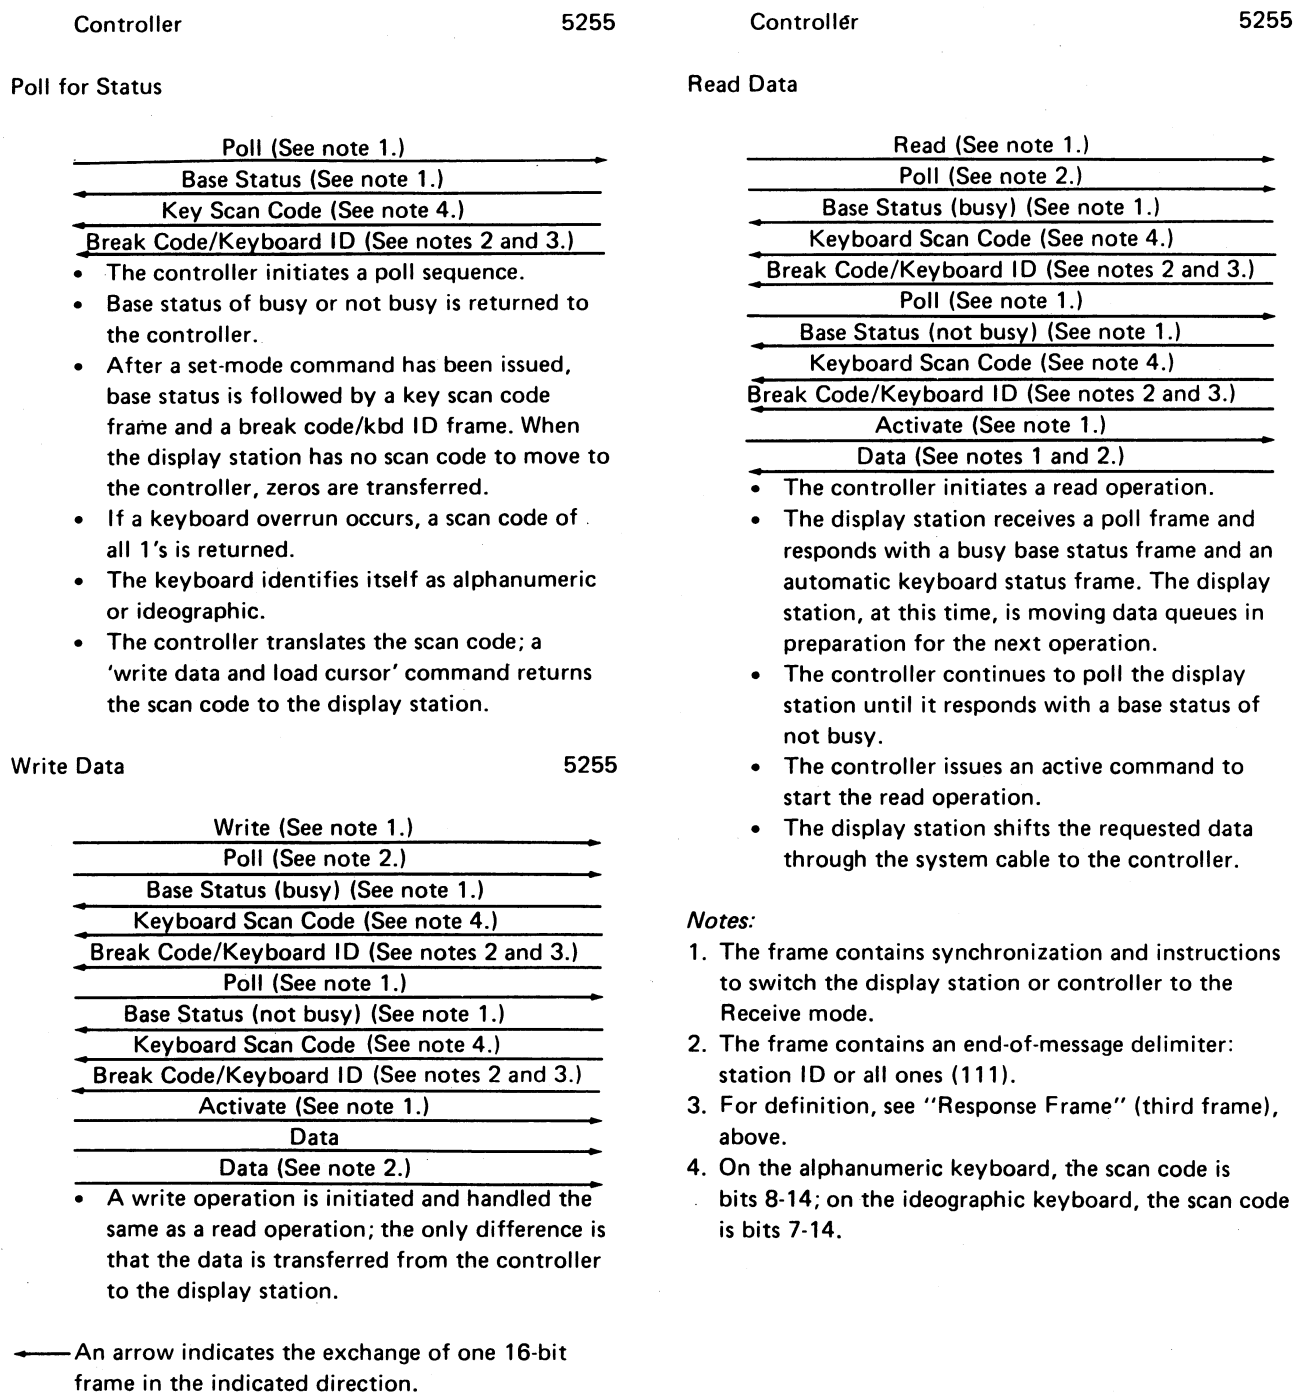 Controller 5255
Poll for Status
Poll (See note 1.)
Base Status (See note 1.)
Key Scan Code (See note 4.)
Break Code/Keyboard ID (See notes 2 and 3.)
• The controller initiates a poll sequence.
• Base status of busy or not busy is returned to
the controller.
• After a set-mode command has been issued,
base status is followed by a key scan code
frame and a break code/kbd ID frame. When
the display station has no scan code to move to
the controller, zeros are transferred.
• If a keyboard overrun occurs, a scan code of
all 1's is returned.
• The keyboard identifies itself as alphanumeric
or ideographic.
• The controller translates the scan code; a
'write data and load cursor' command returns
the scan code to the display station.
Write Data 5255
Write (See note 1.)
Poll (See note 2.)
Base Status (busy) (See note 1.)
Keyboard Scan Code (See note 4.)
Break Code/Keyboard ID (See notes 2 and 3.)
Poll (See note 1.)
Base Status (not busy) (See note 1.)
Keyboard Scan Code (See note 4.)
Break Code/Keyboard ID (See notes 2 and 3.)
Activate (See note 1.)
Data
Data (See note 2.)
• A write operation is initiated and handled the
same as a read operation; the only difference is
that the data is transferred from the controller
to the display station.
An arrow indicates the exchange of one 16-bit
frame in the indicated direction.
Controller 5255
Read Data
Read (See note 1.)
Poll (See note 2.)
Base Status (busy) (See note 1.)
Keyboard Scan Code (See note 4.)
Break Code/Keyboard ID (See notes 2 and 3.)
Poll (See note 1.)
Base Status (not busy) (See note 1.)
Keyboard Scan Code (See note 4.)
Break Code/Keyboard ID (See notes 2 and 3.)
Activate (See note 1.)
Data (See notes 1 and 2.)
• The controller initiates a read operation.
• The display station receives a poll frame and
responds with a busy base status frame and an
automatic keyboard status frame. The display
station, at this time, is moving data queues in
preparation for the next operation.
• The controller continues to poll the display
station until it responds with a base status of
not busy.
• The controller issues an active command to
start the read operation.
• The display station shifts the requested data
through the system cable to the controller.
Notes:
1. The frame contains synchronization and instructions
to switch the display station or controller to the
Receive mode.
2. The frame contains an end-of-message delimiter:
station ID or all ones (111).
3. For definition, see "Response Frame" (third frame),
above.
4. On the alphanumeric keyboard, the scan code is
bits 8-14; on the ideographic keyboard, the scan code
is bits 7-14.